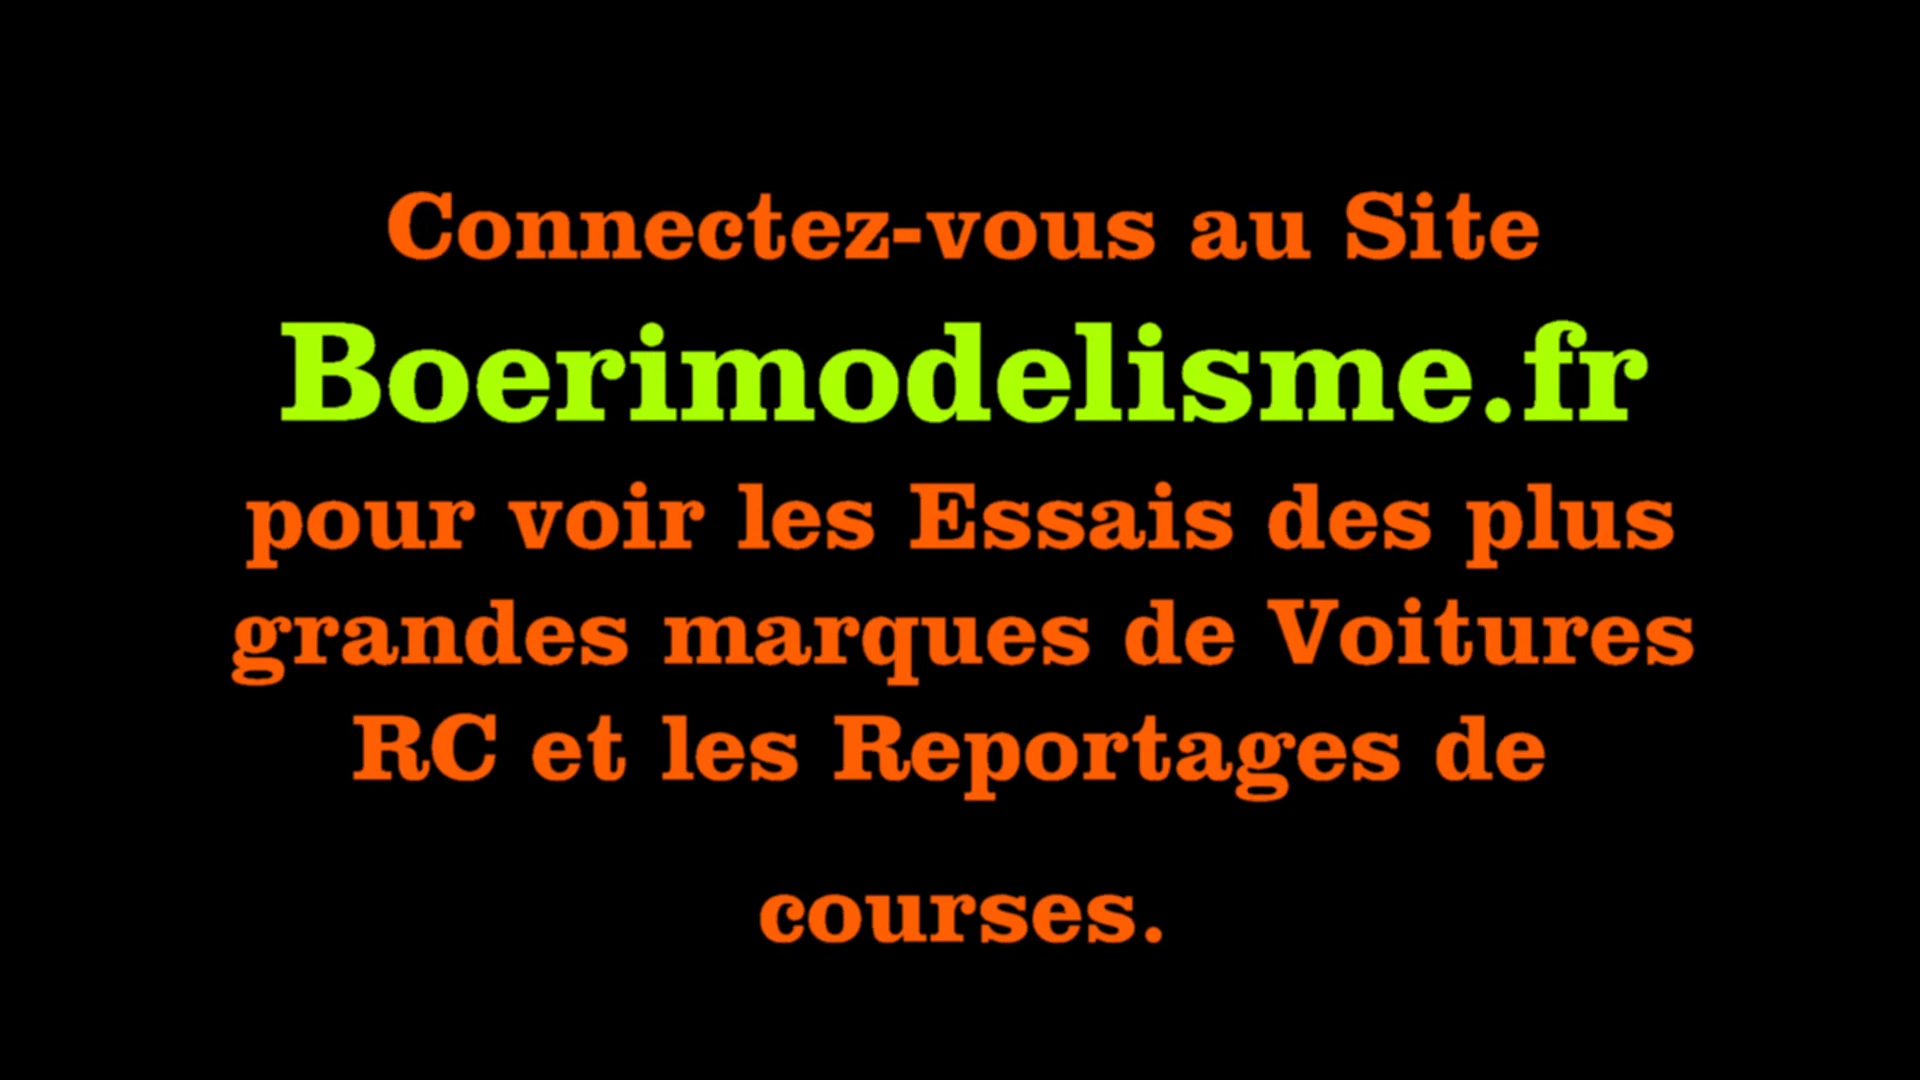 Connectez-vous au Site
Boerimodelisme.fr
pour voir les Essais des plus
grandes marques de Voitures
RC et les Reportages de
courses.